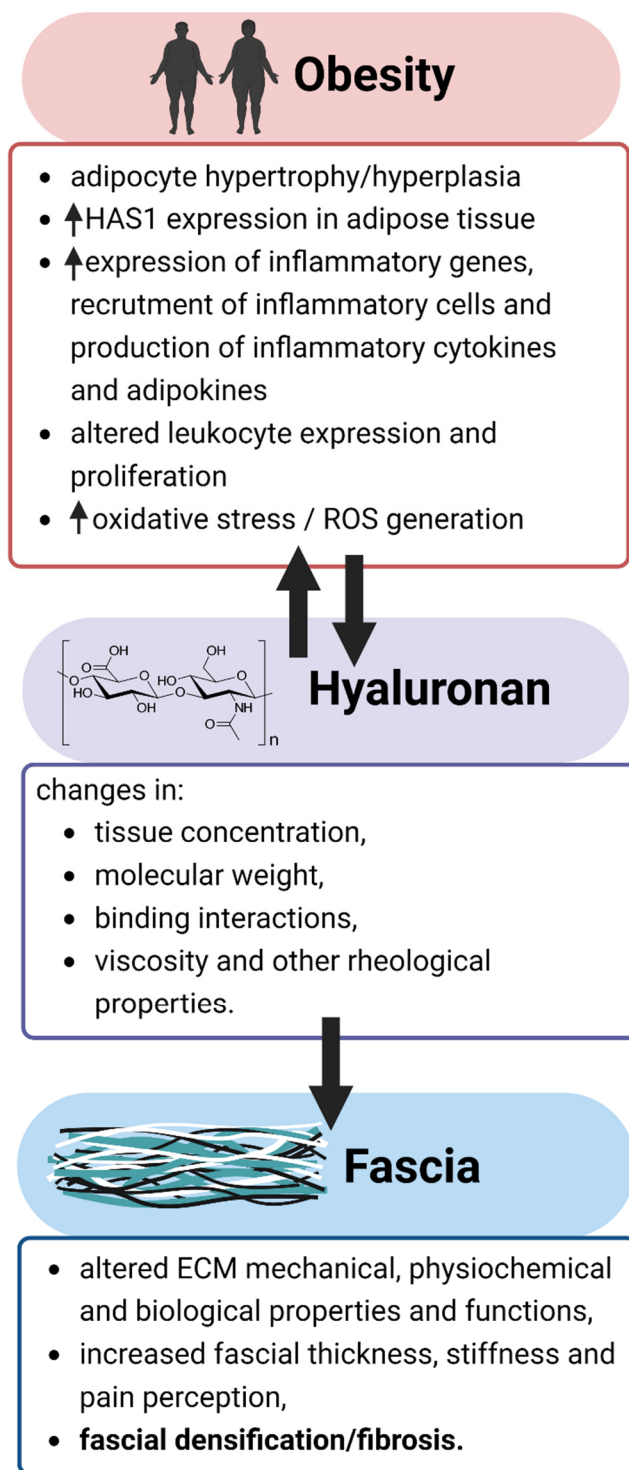 Obesity
• adipocyte hypertrophy/hyperplasia
• ↑HAS1 expression in adipose tissue
• ↑expression of inflammatory genes,
recrutment of inflammatory cells and
production of inflammatory cytokines
and adipokines
• altered leukocyte expression and
proliferation
• ↑oxidative stress / ROS generation
OH
OH
O
O
O
HO
O
HO
O
OH
NH
O
n
Hyaluronan
changes in:
• tissue concentration,
• molecular weight,
• binding interactions,
• viscosity and other rheological
properties.
Fascia
• altered ECM mechanical, physiochemical
and biological properties and functions,
• increased fascial thickness, stiffness and
pain perception,
• fascial densification/fibrosis.